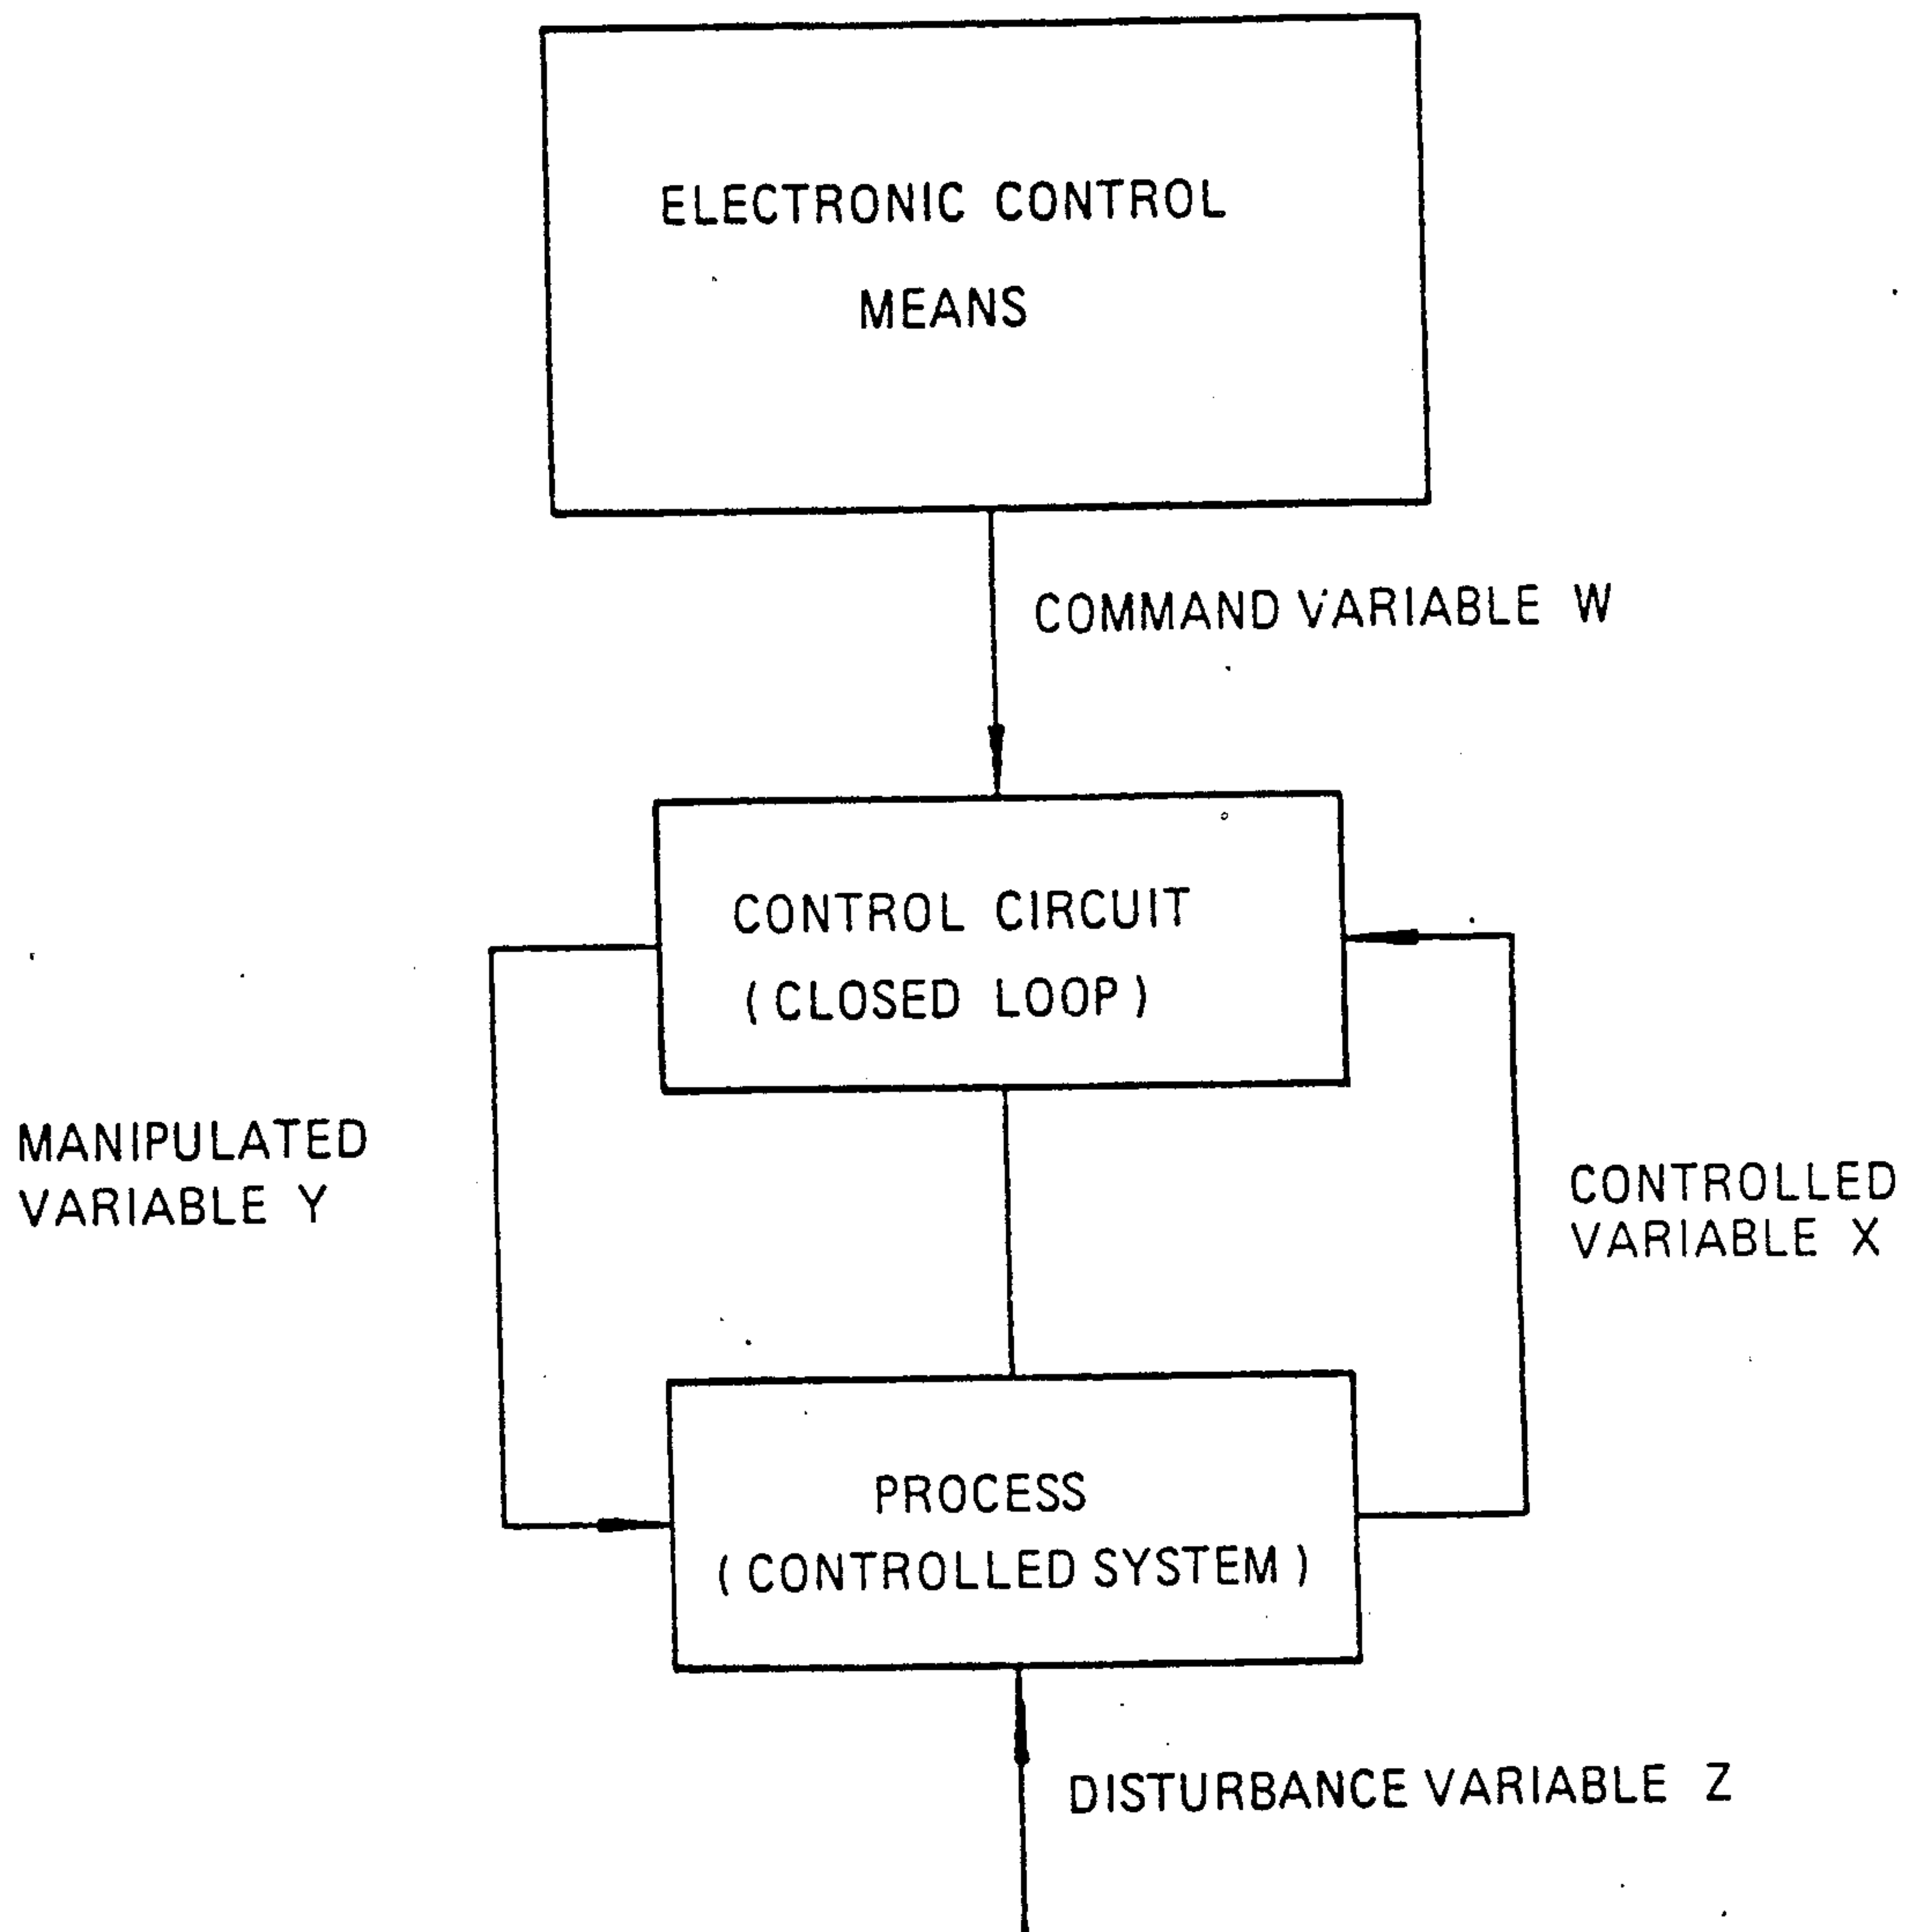 ELECTRONIC CONTROL
MEANS
COMMAND VARIABLE W
CONTROL CIRCUIT
(CLOSED LOOP)
MANIPULATED
VARIABLE Y
CONTROLLED
VARIABLE X
PROCESS
(CONTROLLED SYSTEM)
DISTURBANCE VARIABLE Z